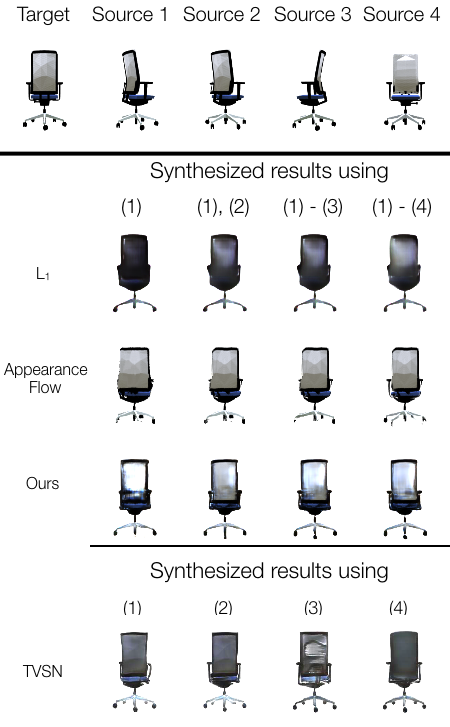 Target Source 1 Source 2 Source 3 Source 4
Synthesized results using
(1) (1), (2) (1) - (3) (1) - (4)
L₁
Appearance
Flow
Ours
Synthesized results using
(1) (2) (3) (4)
TVSN